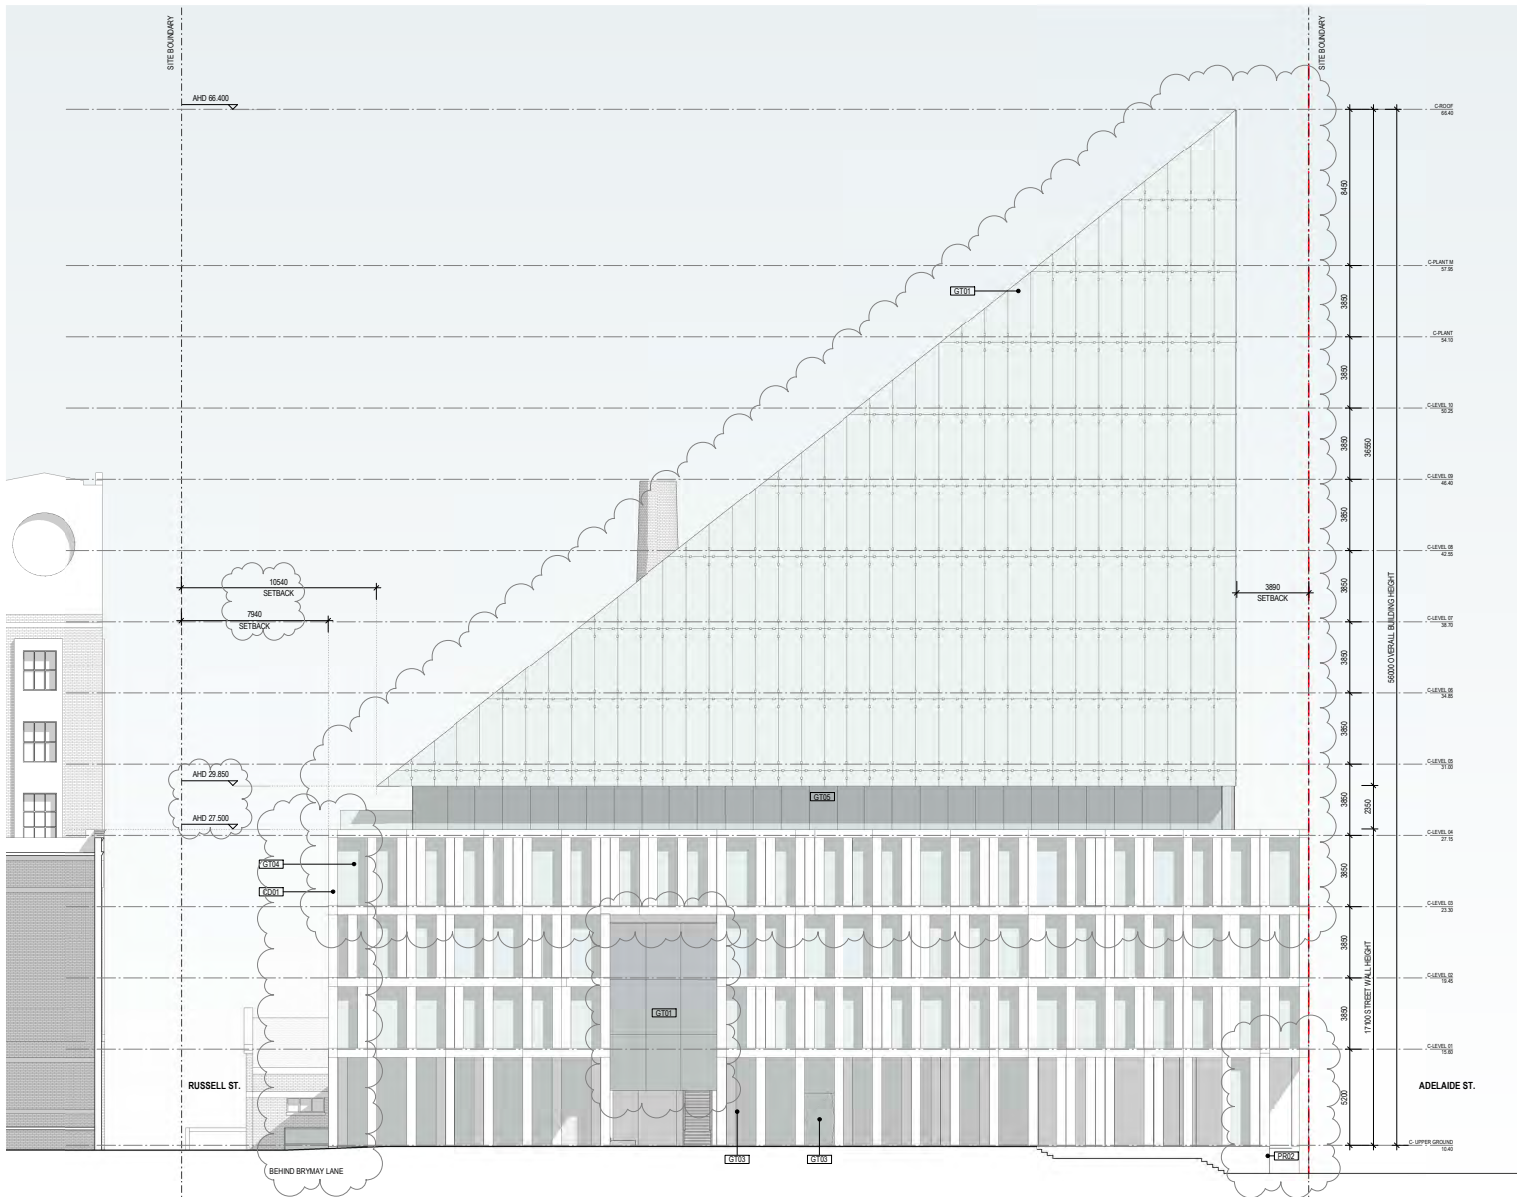 SITE BOUNDARY
SITE BOUNDARY
AHD 66.400
C-ROOF
66.40
8450
C-PLANT M
57.95
GT01
3850
C-PLANT
54.10
3850
C-LEVEL 10
50.25
3850
36550
C-LEVEL 09
46.40
3850
C-LEVEL 08
42.55
10540
SETBACK
3890
SETBACK
3850
7940
SETBACK
C-LEVEL 07
38.70
56000 OVERALL BUILDING HEIGHT
3850
C-LEVEL 06
34.85
3850
C-LEVEL 05
31.00
AHD 29.850
GT05
3850
2350
AHD 27.500
C-LEVEL 04
27.15
GT04
3850
CD01
C-LEVEL 03
23.30
3850
C-LEVEL 02
19.45
17100 STREET WALL HEIGHT
GT01
3850
C-LEVEL 01
15.60
RUSSELL ST.
5200
ADELAIDE ST.
C- UPPER GROUND
10.40
GT03
GT03
PR02
BEHIND BRYMAY LANE